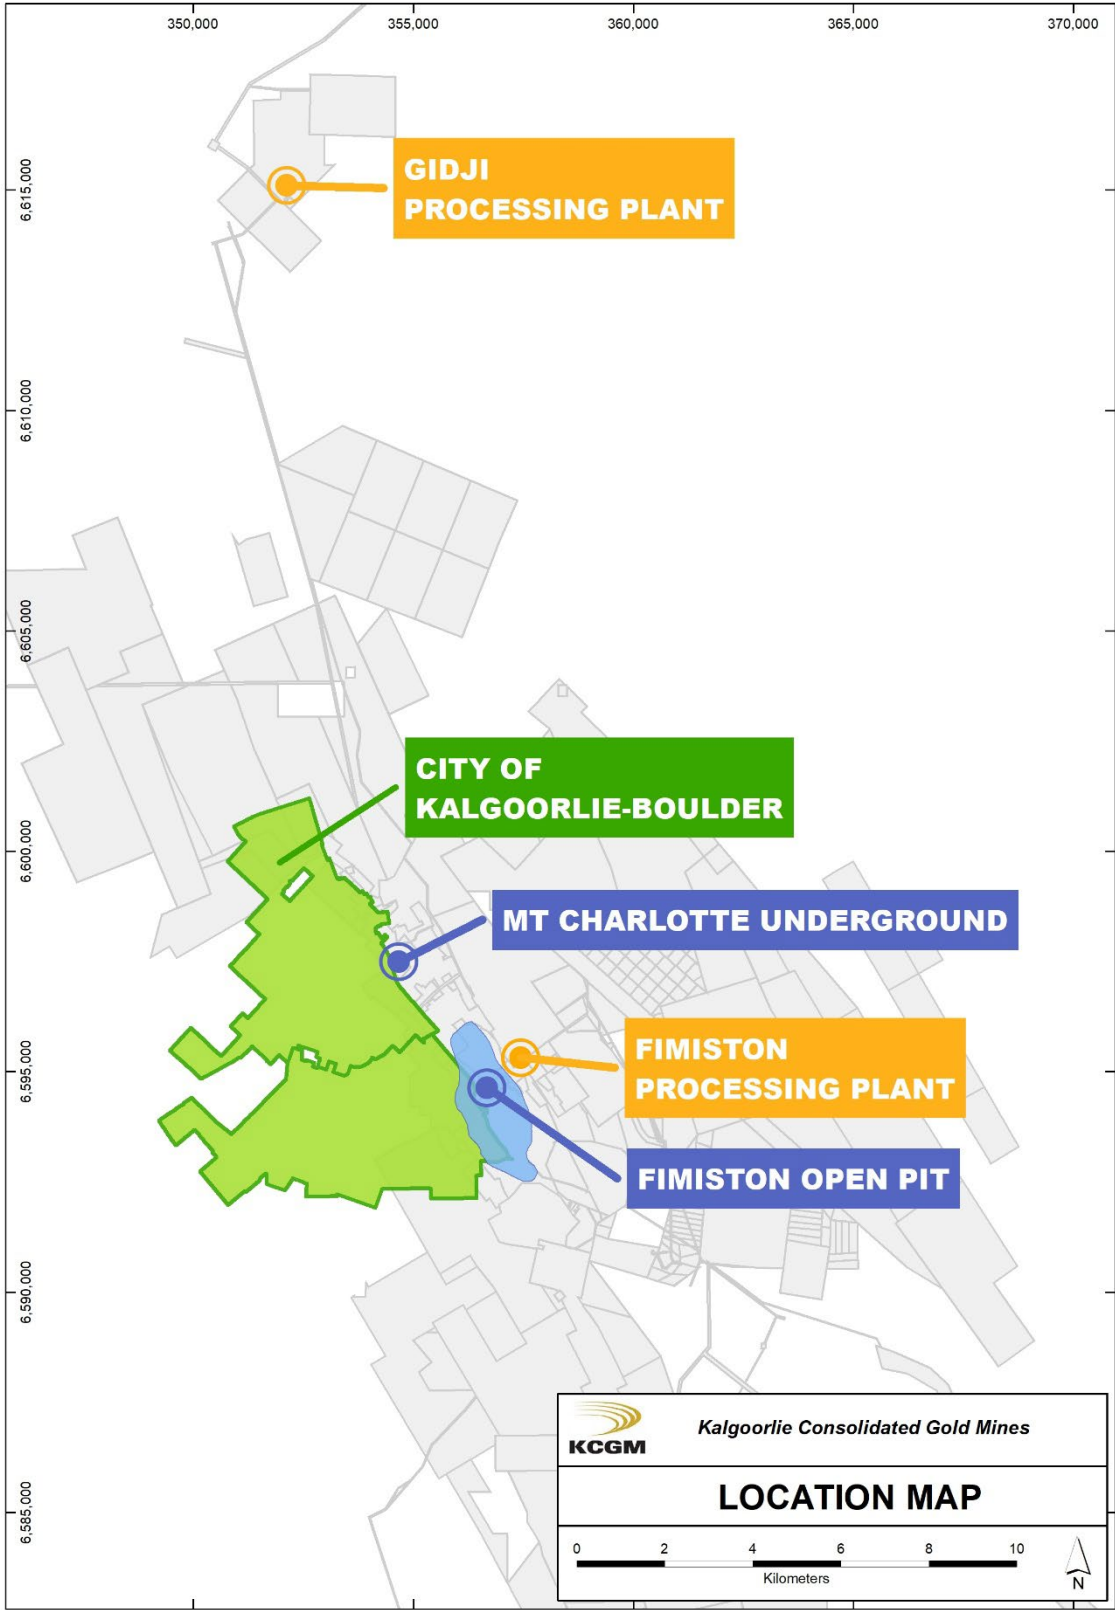 350,000
355,000
360,000
365,000
370,000
6,615,000
6,610,000
6,605,000
6,600,000
6,595,000
6,590,000
6,585,000
GIDJI
PROCESSING PLANT
CITY OF
KALGOORLIE-BOULDER
MT CHARLOTTE UNDERGROUND
FIMISTON
PROCESSING PLANT
FIMISTON OPEN PIT
KCGM
Kalgoorlie Consolidated Gold Mines
LOCATION MAP
0 2 4 6 8 10
Kilometers
N